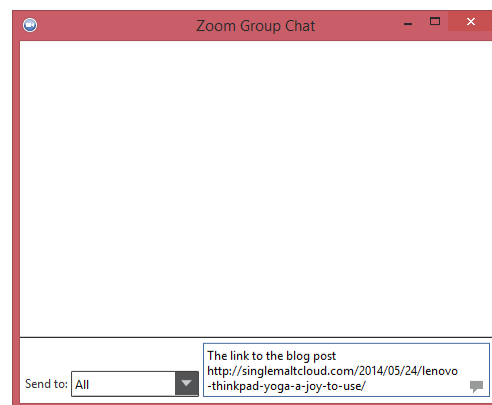 Zoom Group Chat
The link to the blog post
http://singlemaltcloud.com/2014/05/24/lenovo
-thinkpad-yoga-a-joy-to-use/
Send to: All